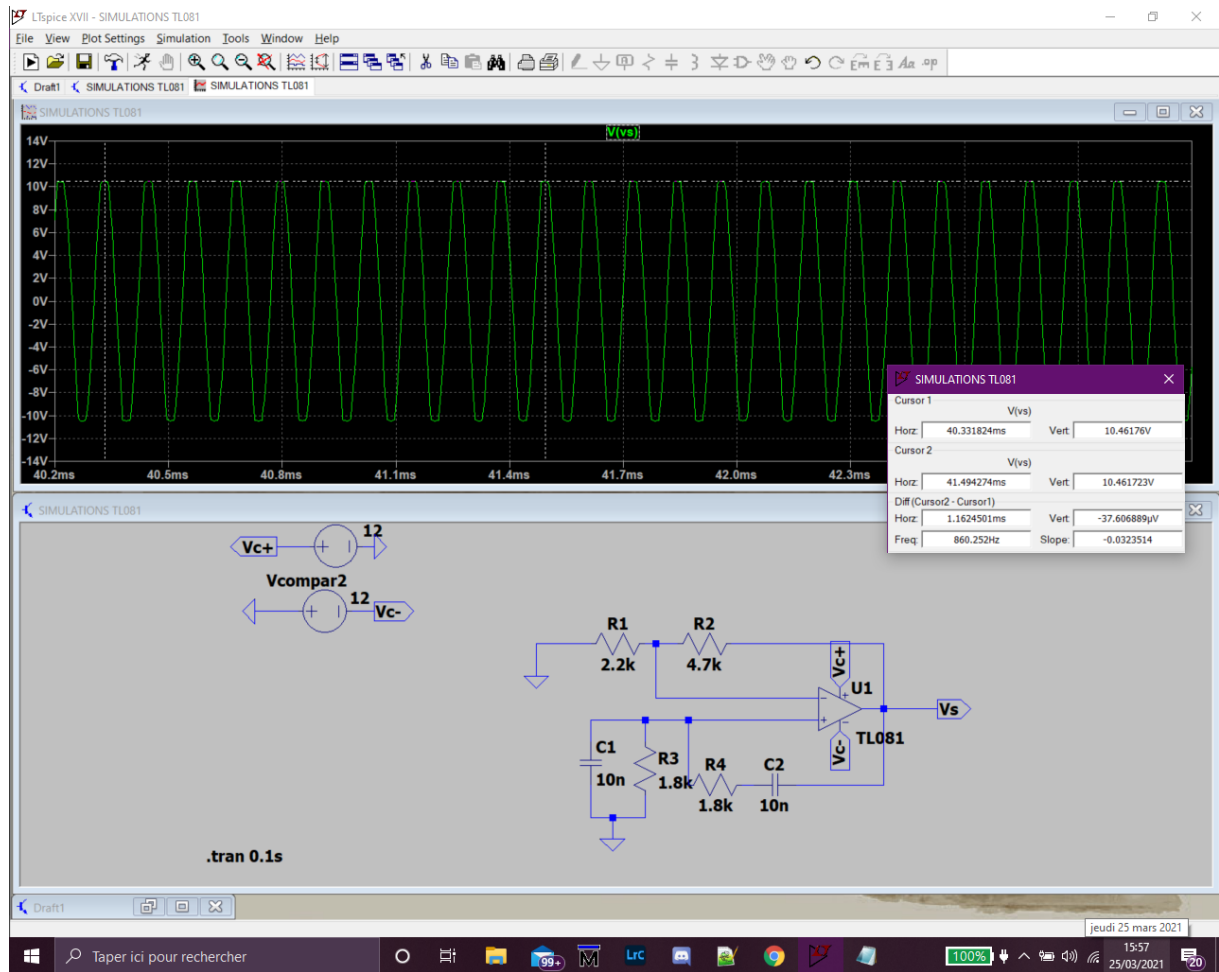 LTspice XVII - SIMULATIONS TL081
File View Plot Settings Simulation Tools Window Help
Draft1 SIMULATIONS TL081 SIMULATIONS TL081
SIMULATIONS TL081
V(vs)
14V
12V
10V
8V
6V
4V
2V
0V
-2V
-4V
-6V
-8V
-10V
-12V
-14V
40.2ms 40.5ms 40.8ms 41.1ms 41.4ms 41.7ms 42.0ms 42.3ms
SIMULATIONS TL081
Cursor 1
V(vs)
Horz: 40.331824ms Vert: 10.46176V
Cursor 2
V(vs)
Horz: 41.494274ms Vert: 10.461723V
Diff (Cursor2 - Cursor1)
Horz: 1.1624501ms Vert: -37.606889µV
Freq: 860.252Hz Slope: -0.0323514
SIMULATIONS TL081
Vc+ 12
Vcompar2
12 Vc-
R1 R2
2.2k 4.7k
Vc+
U1
Vs
TL081
Vc-
C1
10n
R3
1.8k
R4 C2
1.8k 10n
.tran 0.1s
Draft1
jeudi 25 mars 2021
Taper ici pour rechercher
99+
LrC
100%
15:57
25/03/2021
20